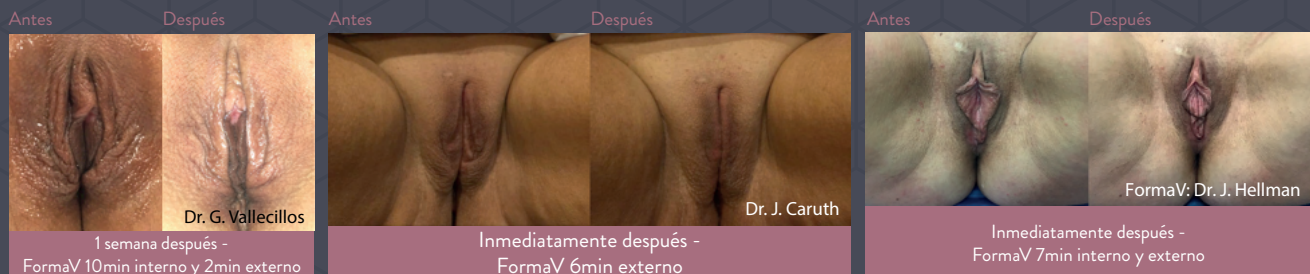 Antes
Después
Dr. G. Vallecillos
1 semana después -
FormaV 10min interno y 2min externo
Antes
Después
Dr. J. Caruth
Inmediatamente después -
FormaV 6min externo
Antes
Después
FormaV: Dr. J. Hellman
Inmediatamente después -
FormaV 7min interno y externo